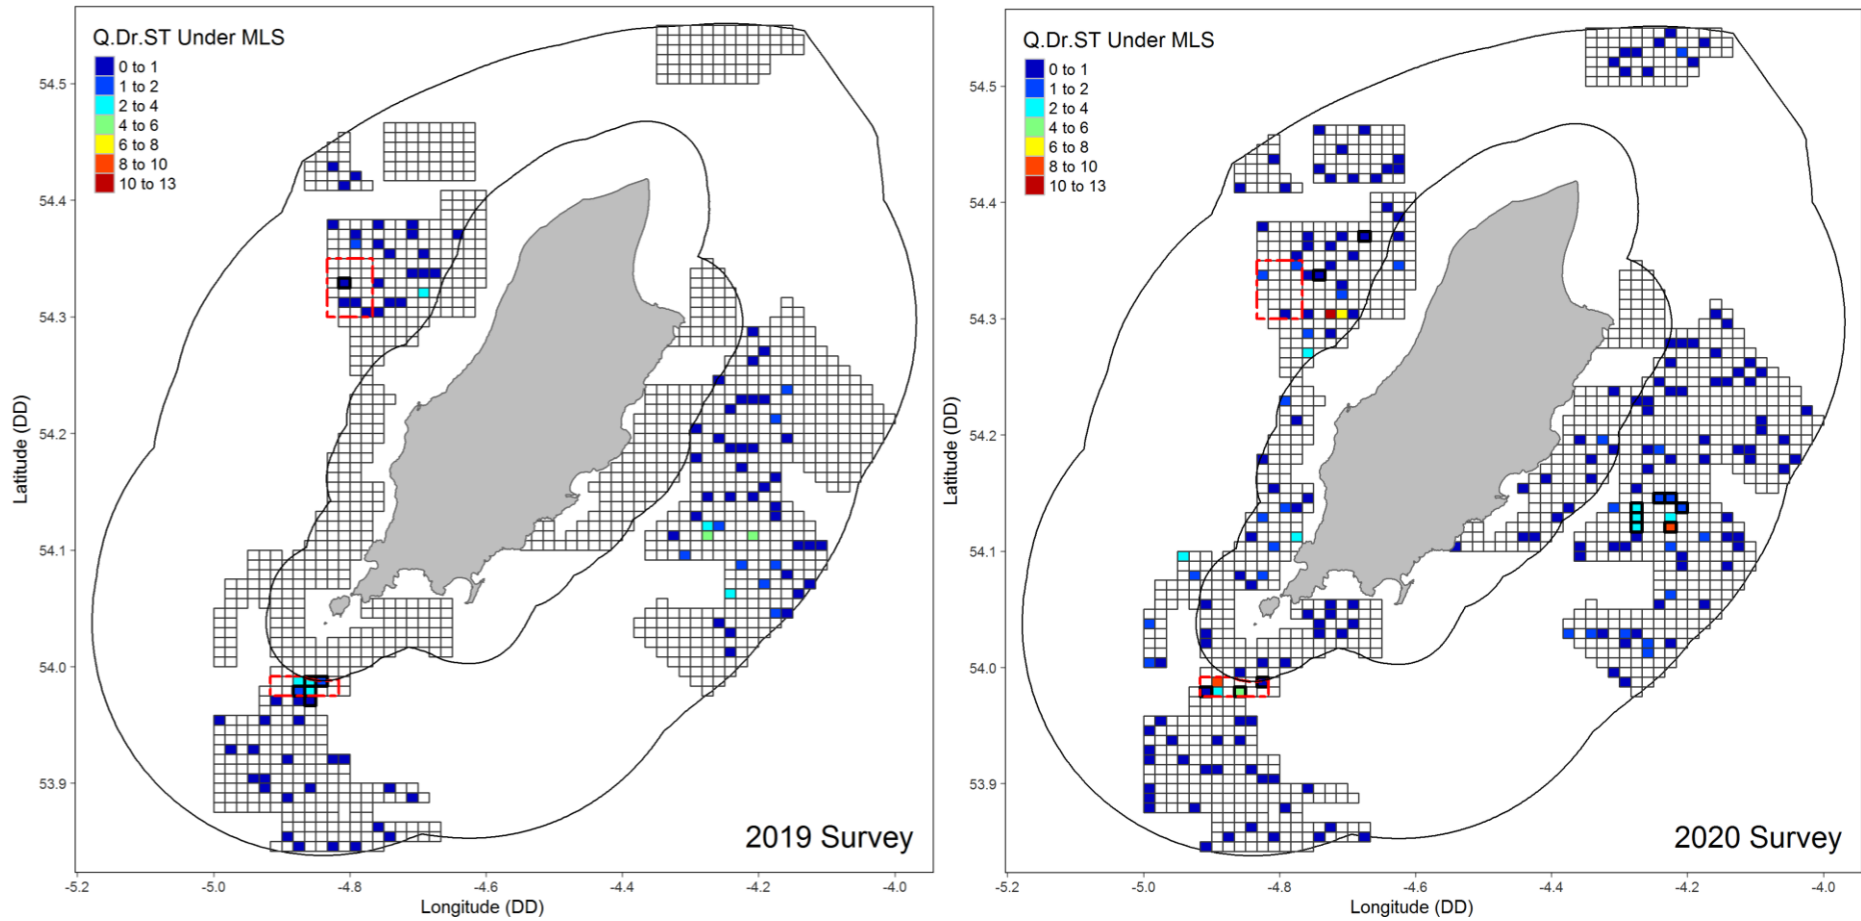 Q.Dr.ST Under MLS
0 to 1
1 to 2
2 to 4
4 to 6
6 to 8
8 to 10
10 to 13
54.5
54.4
54.3
54.2
54.1
54.0
53.9
Latitude (DD)
2019 Survey
-5.2 -5.0 -4.8 -4.6 -4.4 -4.2 -4.0
Longitude (DD)
Q.Dr.ST Under MLS
0 to 1
1 to 2
2 to 4
4 to 6
6 to 8
8 to 10
10 to 13
54.5
54.4
54.3
54.2
54.1
54.0
53.9
Latitude (DD)
2020 Survey
-5.2 -5.0 -4.8 -4.6 -4.4 -4.2 -4.0
Longitude (DD)